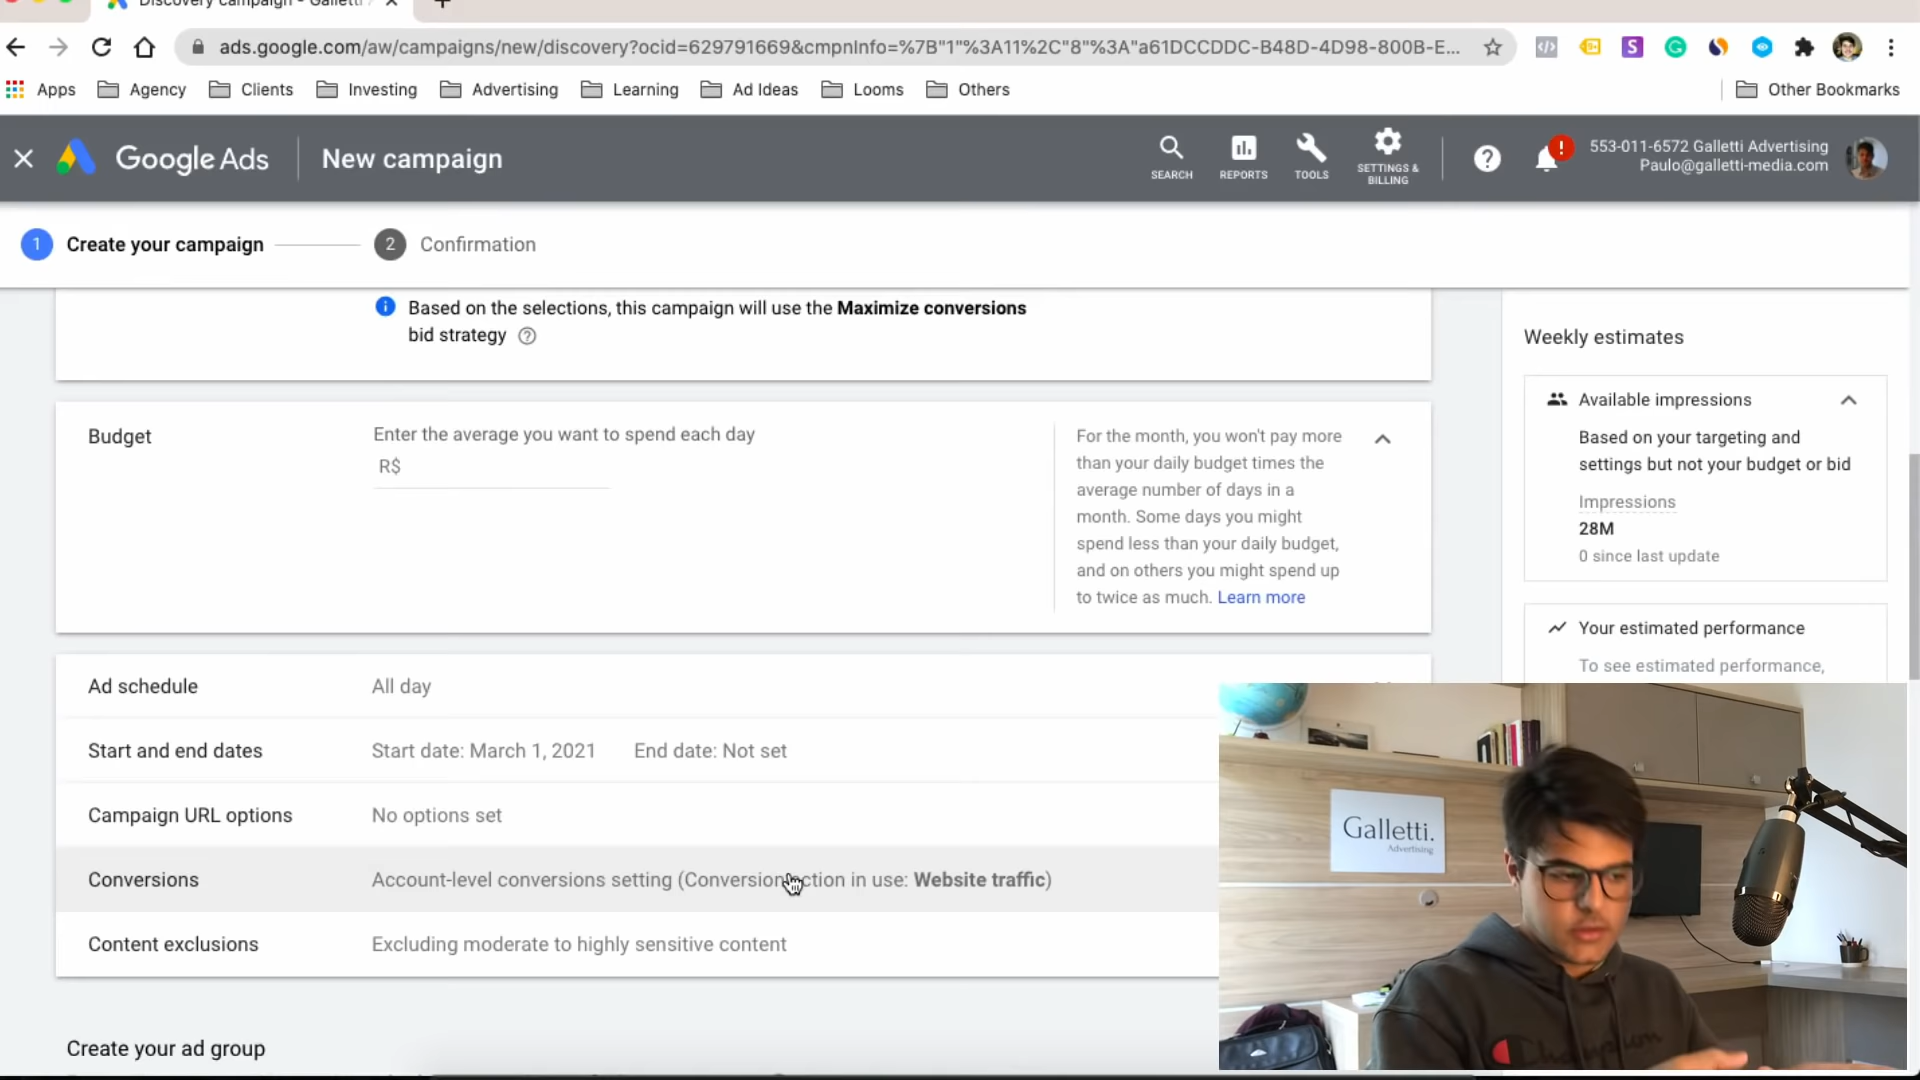 Discovery campaign - Galletti
ads.google.com/aw/campaigns/new/discovery?ocid=629791669&cmpnInfo=%7B"1"%3A11%2C"8"%3A"a61DCCDDC-B48D-4D98-800B-E...
Apps Agency Clients Investing Advertising Learning Ad Ideas Looms Others Other Bookmarks
Google Ads New campaign
SEARCH REPORTS TOOLS SETTINGS & BILLING
553-011-6572 Galletti Advertising
Paulo@galletti-media.com
1 Create your campaign 2 Confirmation
Based on the selections, this campaign will use the Maximize conversions
bid strategy
Budget
Enter the average you want to spend each day
R$
For the month, you won't pay more
than your daily budget times the
average number of days in a
month. Some days you might
spend less than your daily budget,
and on others you might spend up
to twice as much. Learn more
Weekly estimates
Available impressions
Based on your targeting and
settings but not your budget or bid
Impressions
28M
0 since last update
Your estimated performance
To see estimated performance,
Ad schedule All day
Start and end dates Start date: March 1, 2021 End date: Not set
Campaign URL options No options set
Conversions Account-level conversions setting (Conversion action in use: Website traffic)
Content exclusions Excluding moderate to highly sensitive content
Create your ad group
Galletti.
Advertising
Champion